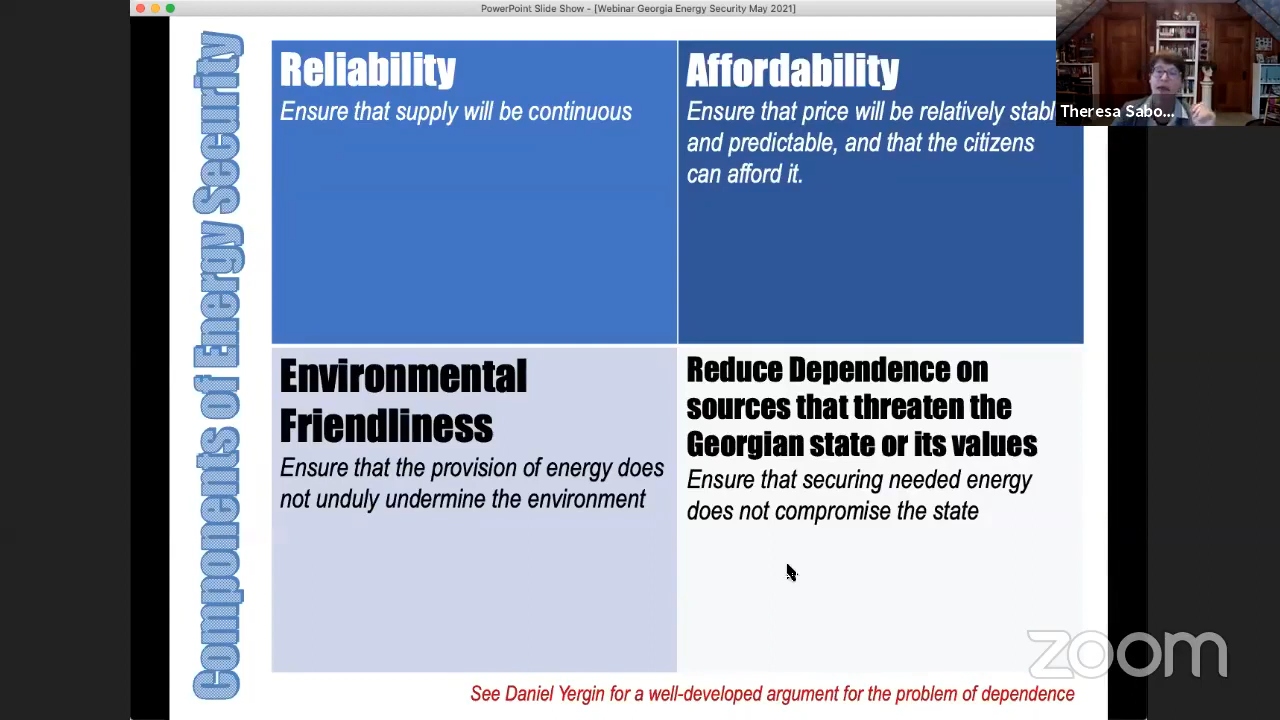 PowerPoint Slide Show - [Webinar Georgia Energy Security May 2021]
Components of Energy Security
Reliability
Ensure that supply will be continuous
Affordability
Ensure that price will be relatively stabl
and predictable, and that the citizens
can afford it.
Theresa Sabo...
Environmental
Friendliness
Ensure that the provision of energy does
not unduly undermine the environment
Reduce Dependence on
sources that threaten the
Georgian state or its values
Ensure that securing needed energy
does not compromise the state
zoom
See Daniel Yergin for a well-developed argument for the problem of dependence